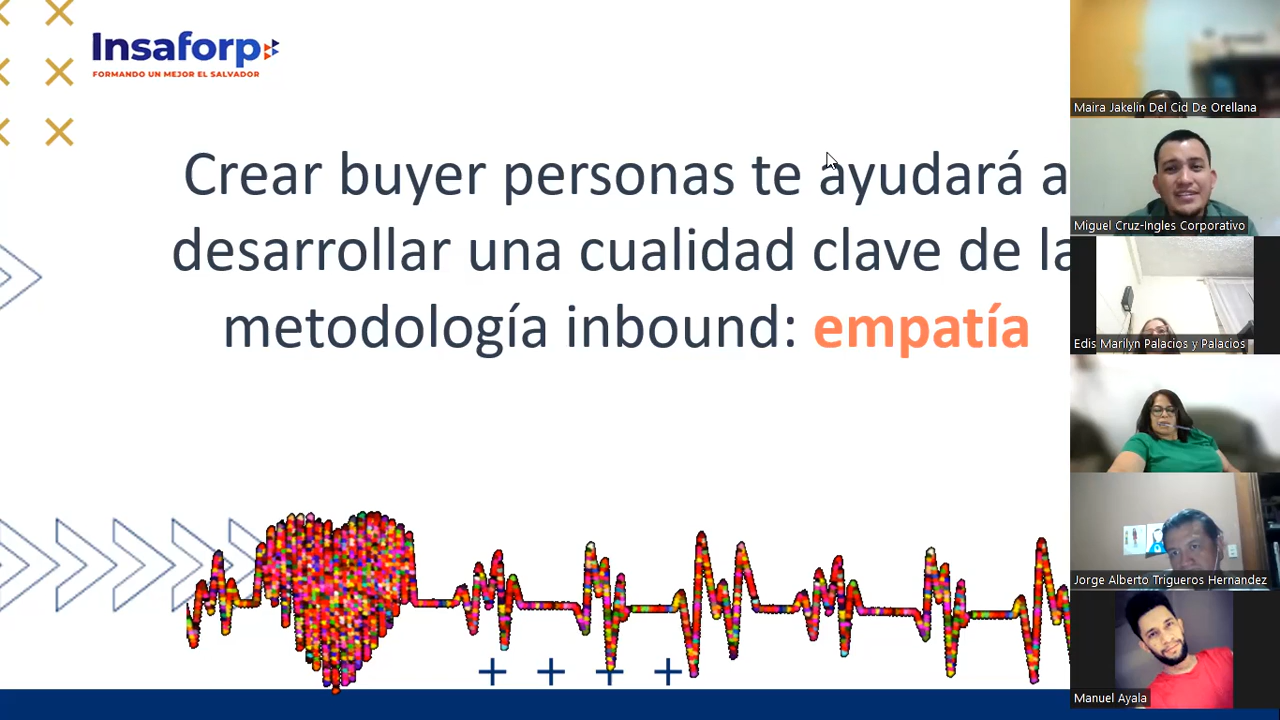 Insaforp
FORMANDO UN MEJOR EL SALVADOR
Crear buyer personas te ayudará a
desarrollar una cualidad clave de la
metodología inbound: empatía
Maira Jakelin Del Cid De Orellana
Miguel Cruz-Ingles Corporativo
Edis Marilyn Palacios y Palacios
Jorge Alberto Trigueros Hernandez
Manuel Ayala